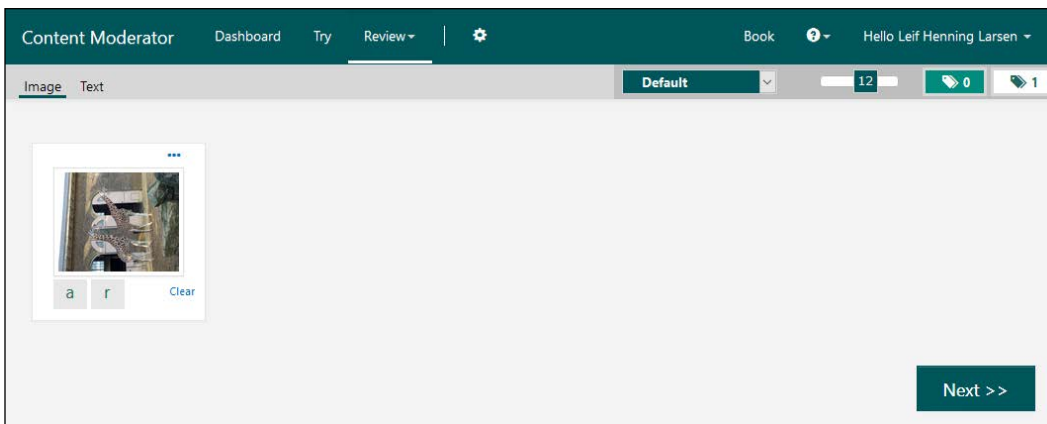 Content Moderator Dashboard Try Review Book ? Hello Leif Henning Larsen
Image Text Default 12 0 1
a r Clear
Next >>